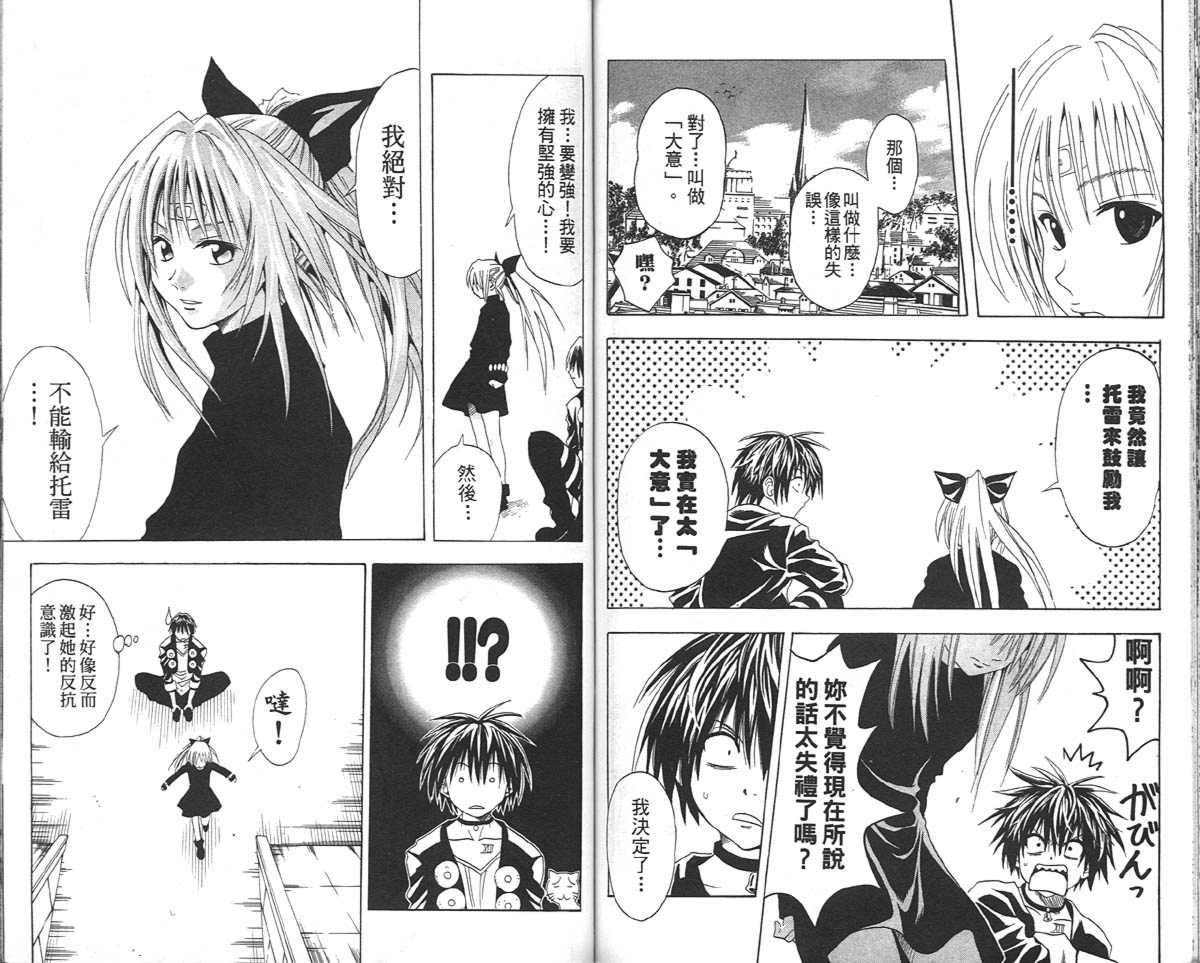 ……
那個…
叫做什麼…
像這樣的失
誤…
對了…叫做
「大意」。
嘿？
我竟然讓
托雷來鼓勵我
…
我實在太「
大意」了…
啊啊？
がびーんっ
妳不覺得現在所說
的話太失禮了嗎？
我決定了…
我…要變強！我要
擁有堅強的心…！
然後…
我絕對…
不能輸給托雷
…！
!!?
XIII
噠！
好…好像反而
激起她的反抗
意識了！